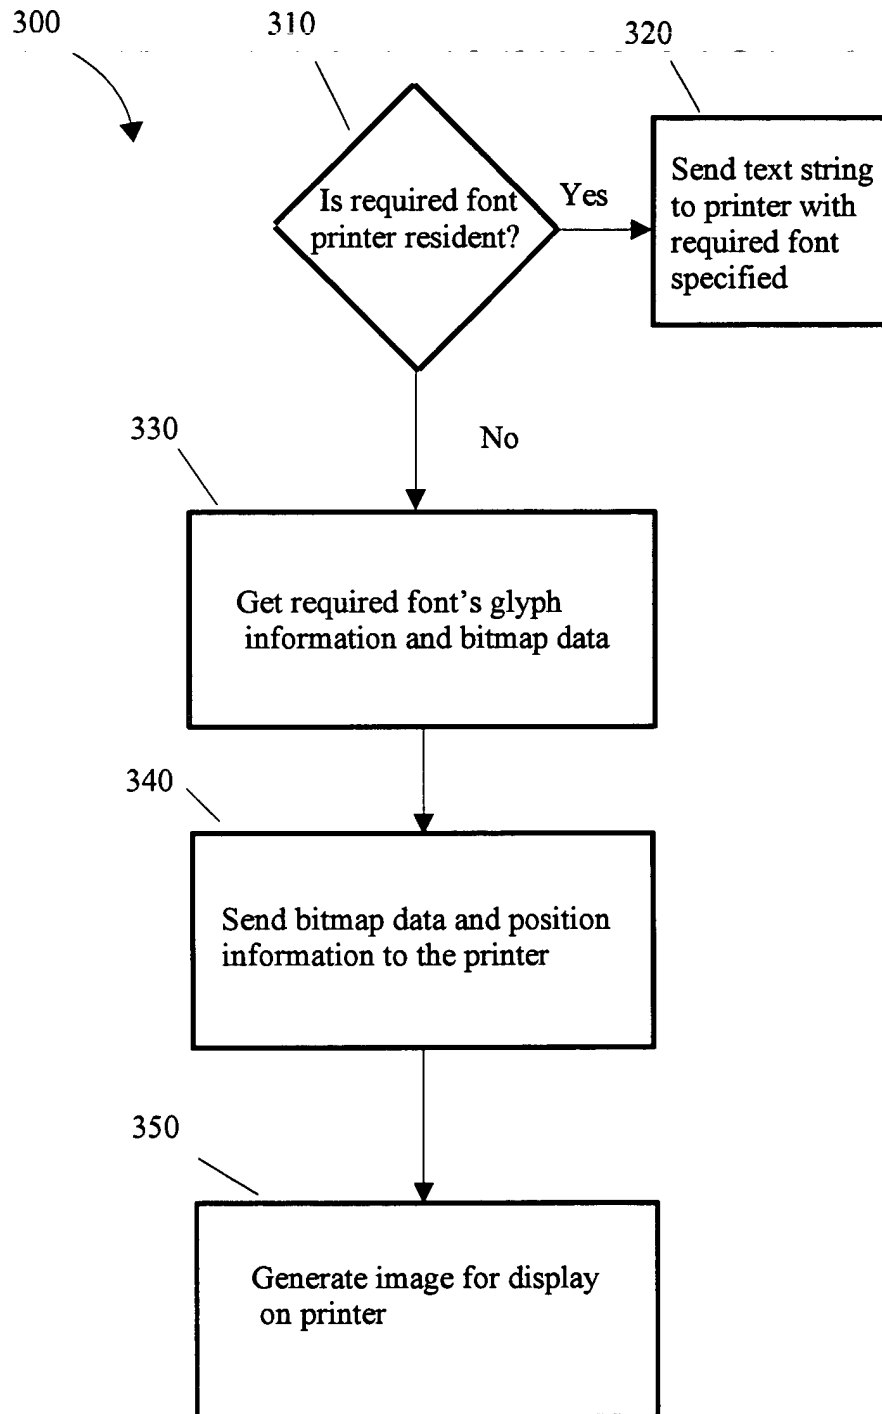 300
310
320
Is required font
printer resident?
Yes
Send text string
to printer with
required font
specified
No
330
Get required font's glyph
information and bitmap data
340
Send bitmap data and position
information to the printer
350
Generate image for display
on printer